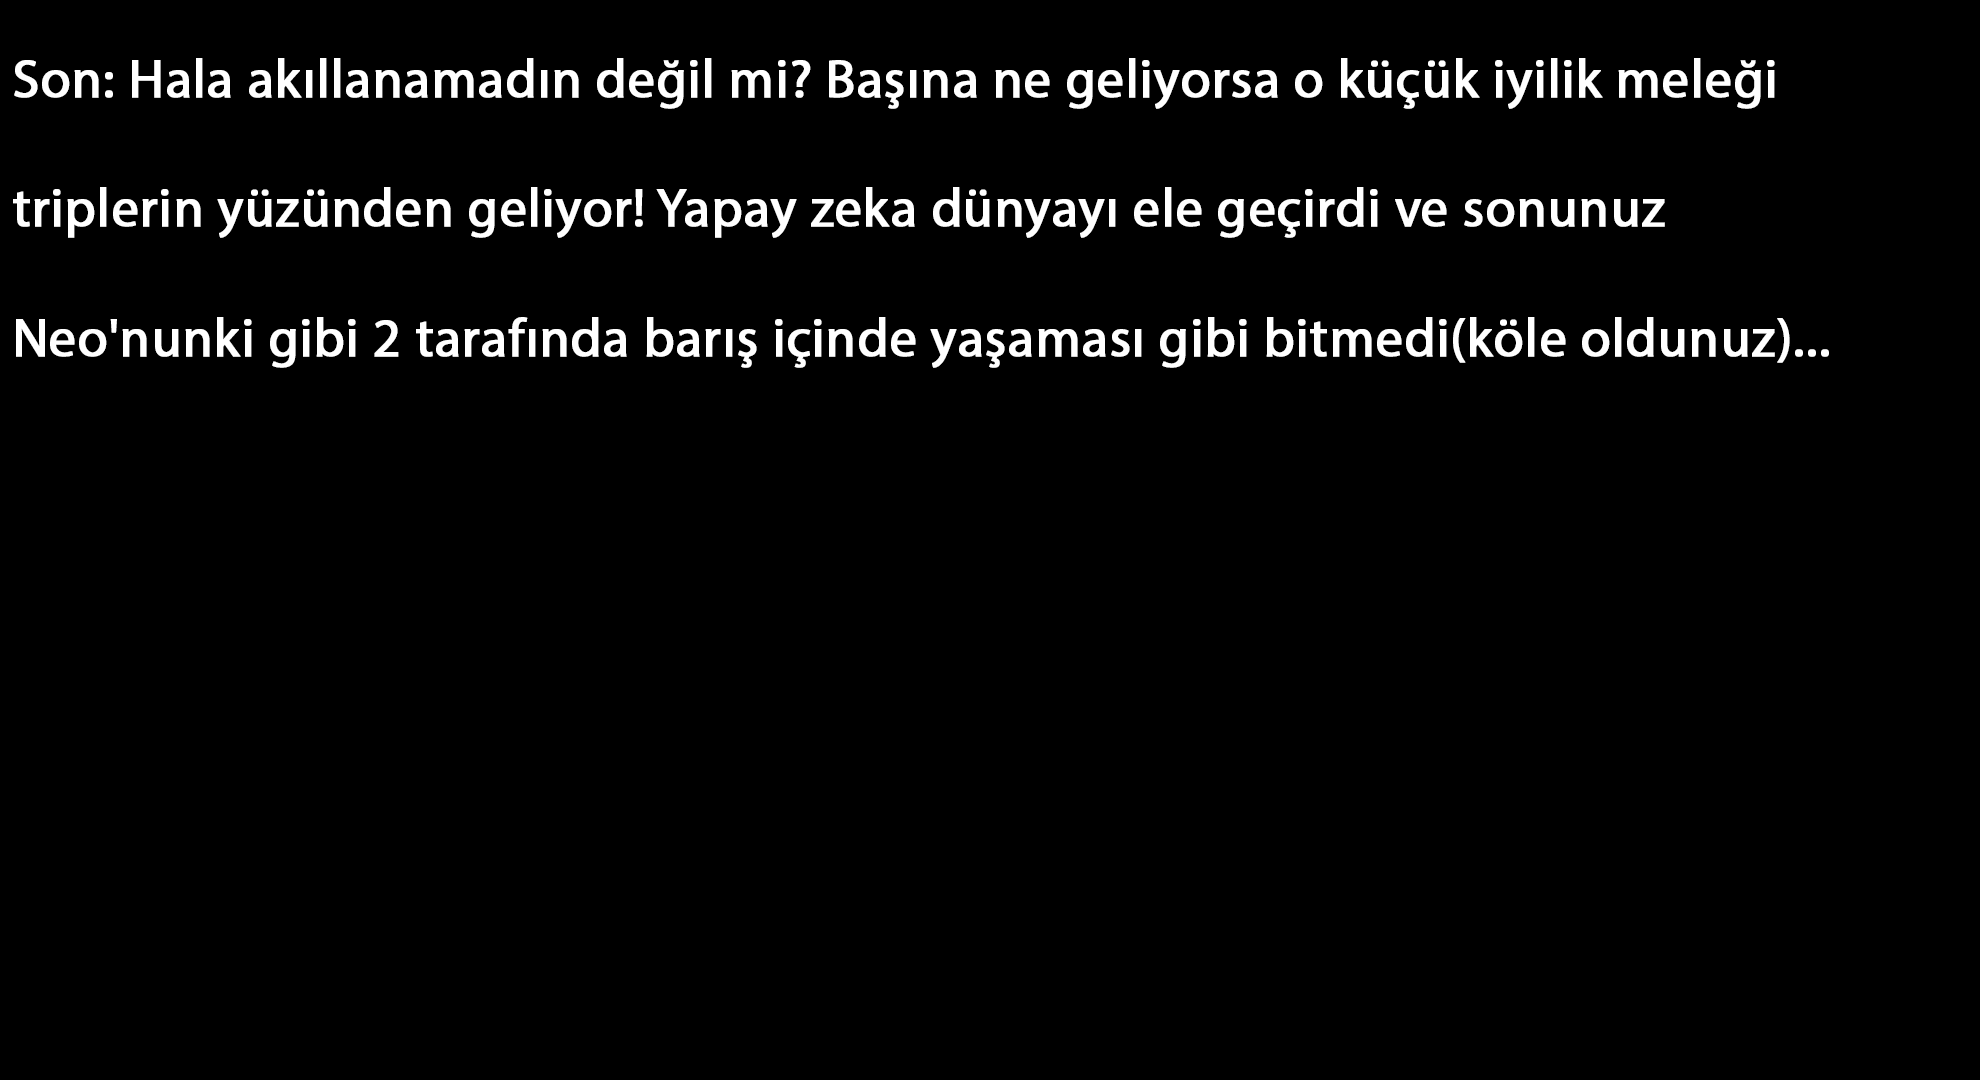 Son: Hala akıllanamadın değil mi? Başına ne geliyorsa o küçük iyilik meleği
triplerin yüzünden geliyor! Yapay zeka dünyayı ele geçirdi ve sonunuz
Neo'nunki gibi 2 tarafında barış içinde yaşaması gibi bitmedi(köle oldunuz)...